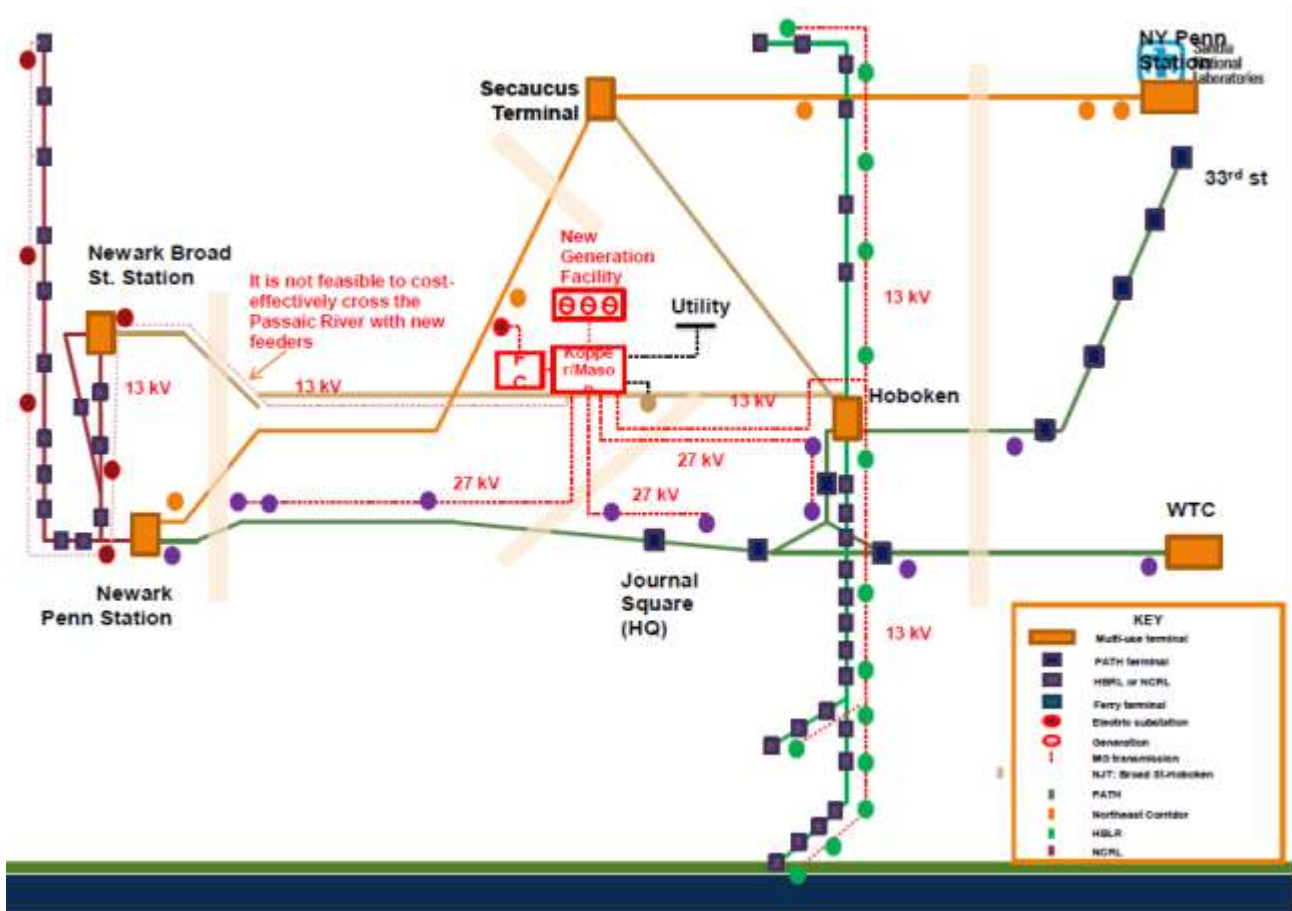 NY Penn
Station
Sandia
National
Laboratories
Secaucus
Terminal
33rd st
New
Generation
Facility
Newark Broad
St. Station
It is not feasible to cost-
effectively cross the
Passaic River with new
feeders
Utility
13 kV
F
C
Koppe
r/Maso
n
13 kV
13 kV
13 kV
Hoboken
27 kV
27 kV
27 kV
WTC
Newark
Penn Station
Journal
Square
(HQ)
13 kV
KEY
Multi-use terminal
PATH terminal
HBRL or NCRL
Ferry terminal
Electric substation
Generation
MG transmission
NJT: Broad St-Hoboken
PATH
Northeast Corridor
HBLR
NCRL